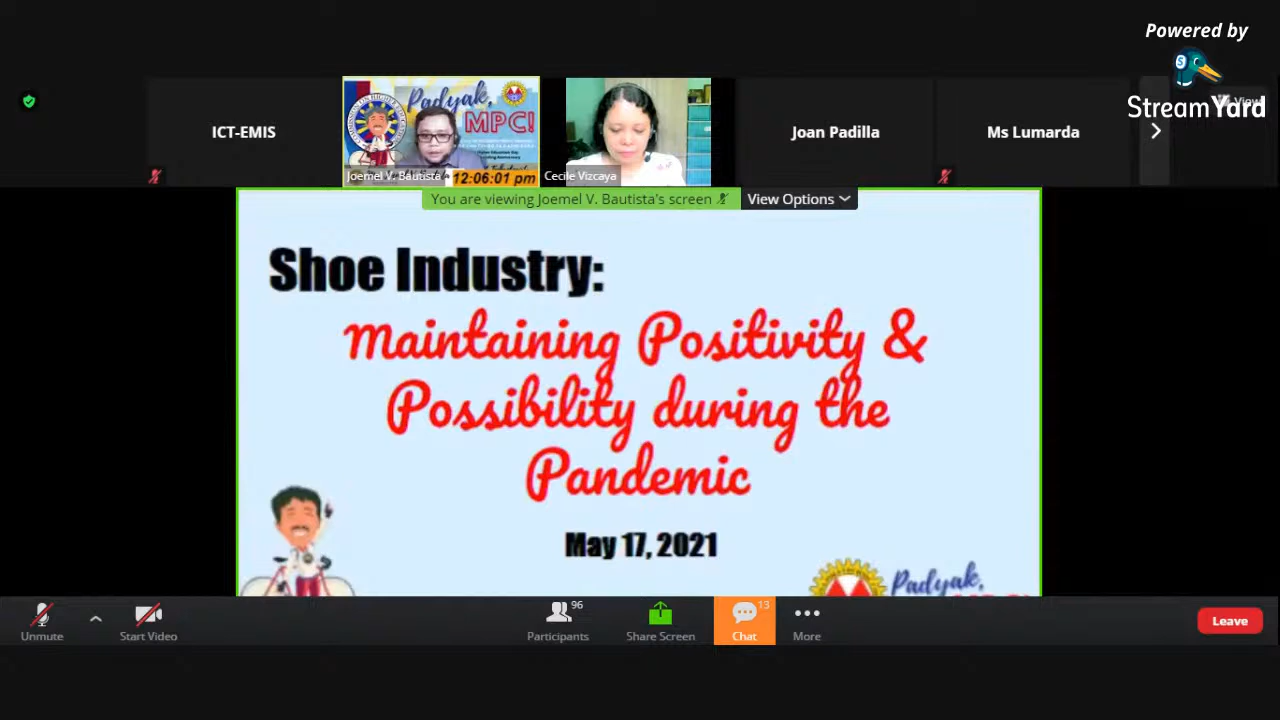 Powered by
StreamYard
View
ICT-EMIS
Padyak,
MPC!
Joemel V. Bautista
12:06:01 pm
Cecile Vizcaya
Joan Padilla
Ms Lumarda
You are viewing Joemel V. Bautista's screen
View Options
Shoe Industry:
Maintaining Positivity &
Possibility during the
Pandemic
May 17, 2021
Padyak,
Unmute
Start Video
96
Participants
Share Screen
13
Chat
More
Leave